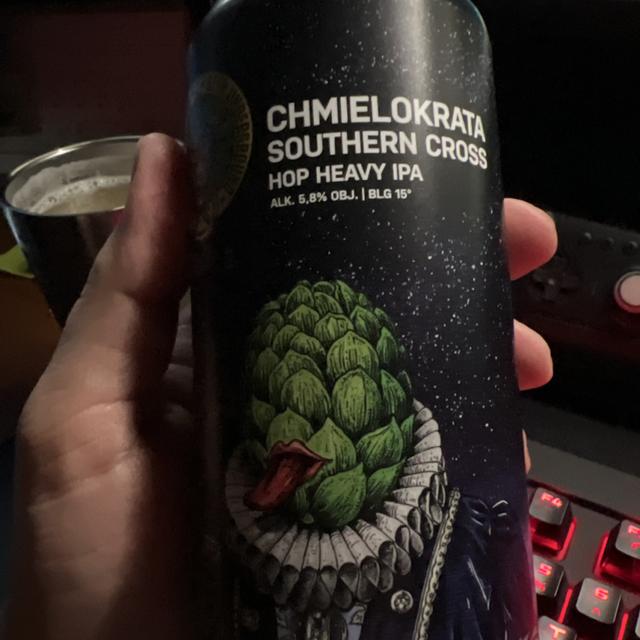 CHMIELOKRATA
SOUTHERN CROSS
HOP HEAVY IPA
ALK. 5,8% OBJ. | BLG 15°